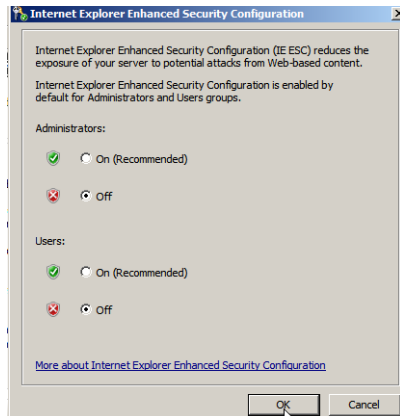 Internet Explorer Enhanced Security Configuration
Internet Explorer Enhanced Security Configuration (IE ESC) reduces the
exposure of your server to potential attacks from Web-based content.
Internet Explorer Enhanced Security Configuration is enabled by
default for Administrators and Users groups.
Administrators:
On (Recommended)
Off
Users:
On (Recommended)
Off
More about Internet Explorer Enhanced Security Configuration
OK Cancel